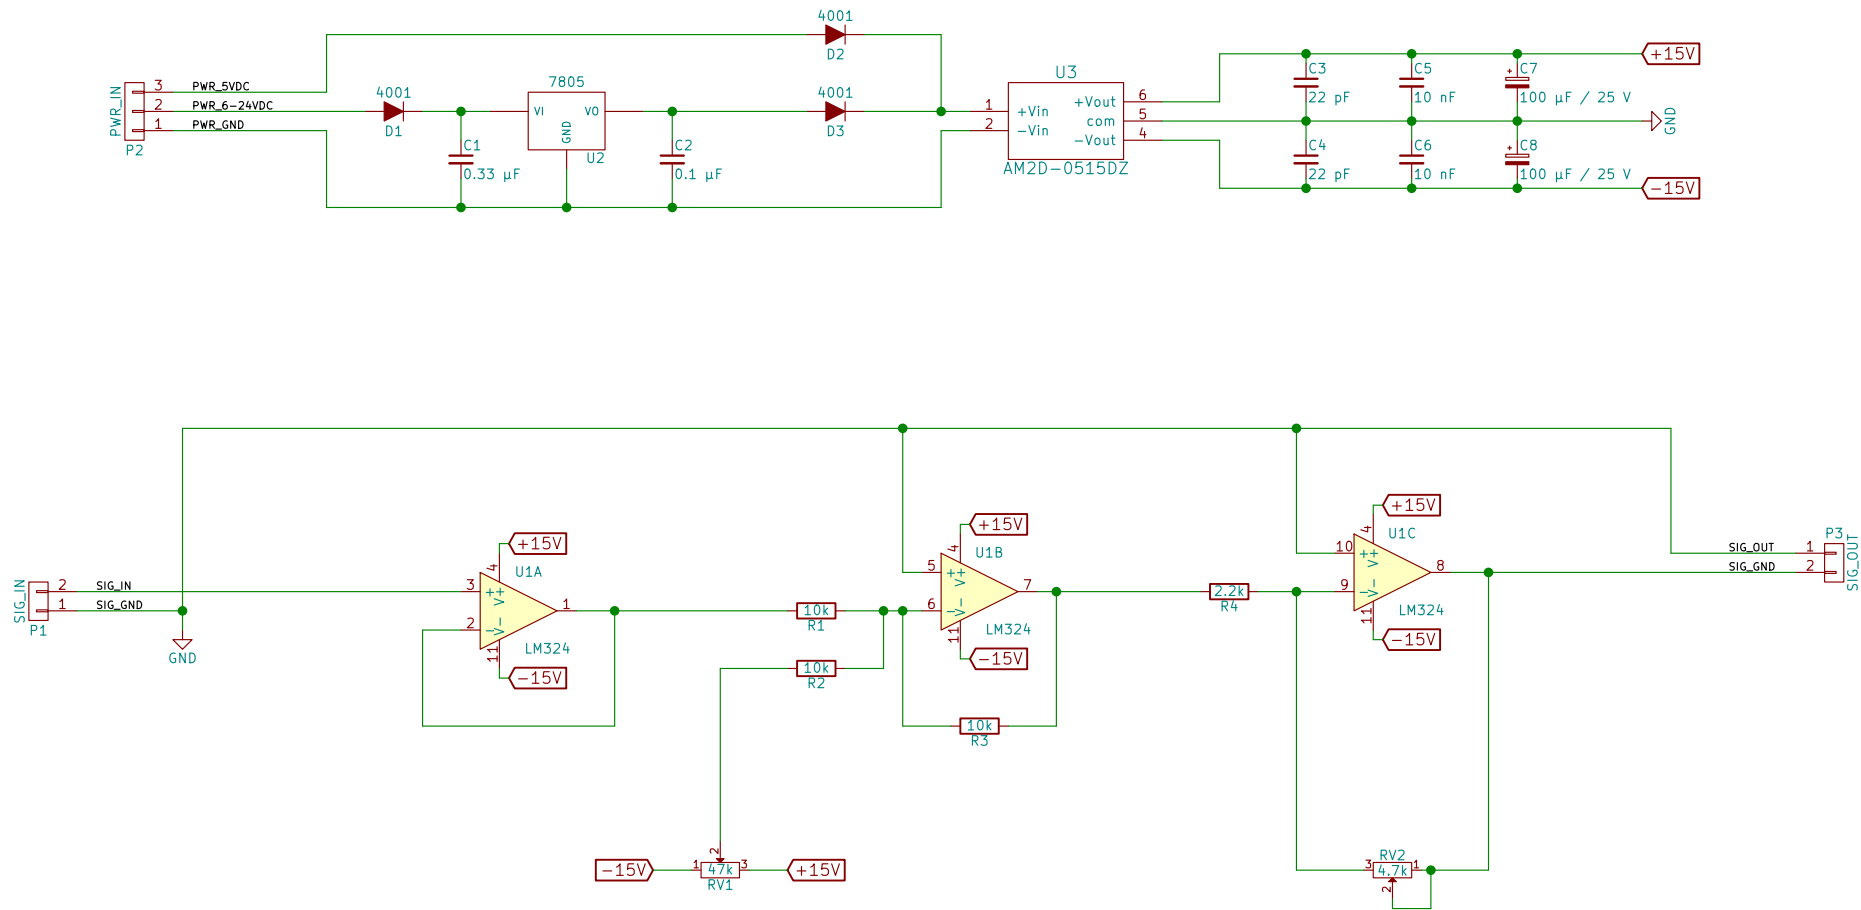 4001
D2
PWR_IN
3
PWR_5VDC
2
PWR_6-24VDC
1
PWR_GND
P2
4001
D1
C1
0.33 µF
7805
VI
VO
GND
U2
C2
0.1 µF
4001
D3
U3
1
+Vin
2
-Vin
+Vout
6
com
5
-Vout
4
AM2D-0515DZ
C3
22 pF
C5
10 nF
+
C7
100 µF / 25 V
C4
22 pF
C6
10 nF
+
C8
100 µF / 25 V
+15V
GND
-15V
SIG_IN
2
SIG_IN
1
SIG_GND
P1
GND
+15V
4
U1A
3
+
+
V+
2
-
V-
1
11
LM324
-15V
10k
R1
10k
R2
+15V
4
U1B
5
+
+
V+
6
-
V-
7
11
LM324
-15V
10k
R3
2.2k
R4
+15V
4
U1C
10
+
+
V+
9
-
V-
8
11
LM324
-15V
P3
SIG_OUT
1
SIG_GND
2
SIG_OUT
-15V
1
2
47k
3
RV1
+15V
RV2
3
4.7k
1
2